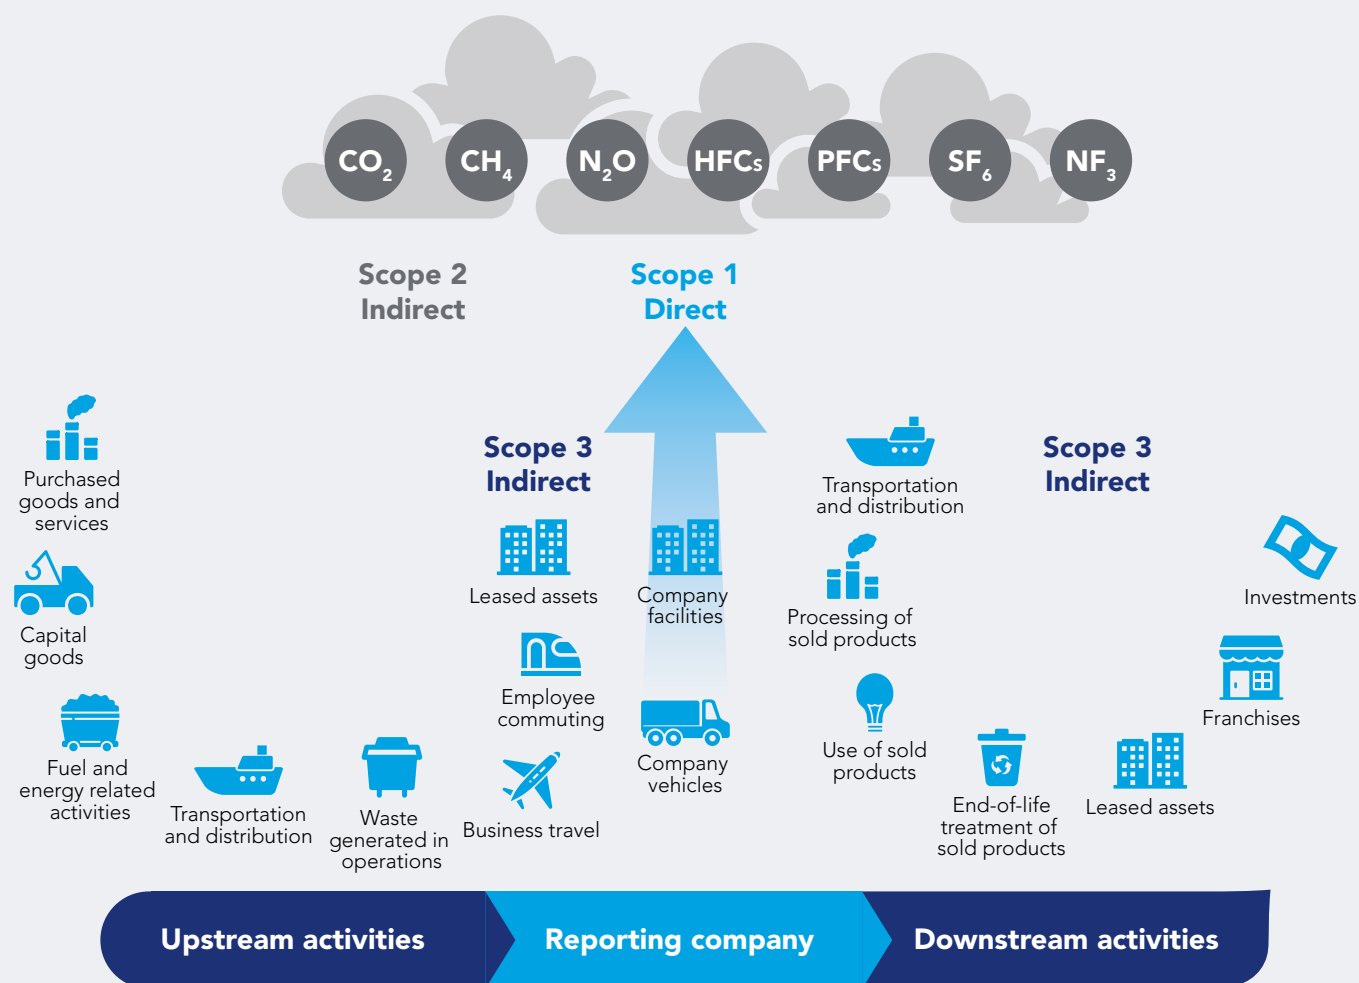 CO2
CH4
N2O
HFCs
PFCs
SF6
NF3
Scope 2
Indirect
Scope 1
Direct
Scope 3
Indirect
Scope 3
Indirect
Purchased
goods and
services
Capital
goods
Fuel and
energy related
activities
Transportation
and distribution
Waste
generated in
operations
Leased assets
Employee
commuting
Business travel
Company
facilities
Company
vehicles
Transportation
and distribution
Processing of
sold products
Use of sold
products
End-of-life
treatment of
sold products
Leased assets
Investments
Franchises
Upstream activities
Reporting company
Downstream activities